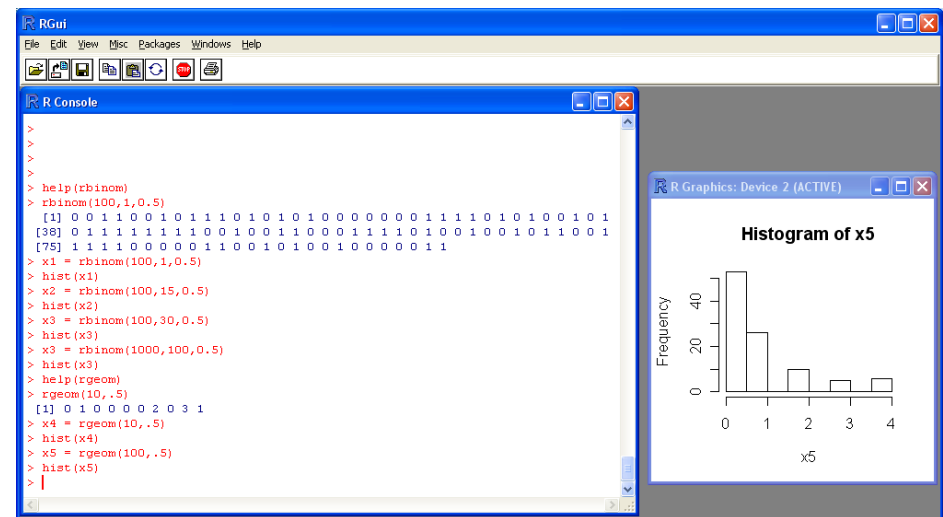 RGui
File Edit View Misc Packages Windows Help
STOP
R Console
>
>
>
>
> help(rbinom)
> rbinom(100,1,0.5)
[1] 0 0 1 1 0 0 1 0 1 1 1 0 1 0 1 0 1 0 0 0 0 0 0 0 1 1 1 1 0 1 0 1 0 0 1 0 1
[38] 0 1 1 1 1 1 1 1 1 0 0 1 0 0 1 1 0 0 0 1 1 1 1 0 1 0 0 1 0 0 1 0 1 1 0 0 1
[75] 1 1 1 1 0 0 0 0 0 1 1 0 0 1 0 1 0 0 1 0 0 0 0 0 1 1
> x1 = rbinom(100,1,0.5)
> hist(x1)
> x2 = rbinom(100,15,0.5)
> hist(x2)
> x3 = rbinom(100,30,0.5)
> hist(x3)
> x3 = rbinom(1000,100,0.5)
> hist(x3)
> help(rgeom)
> rgeom(10,.5)
[1] 0 1 0 0 0 0 2 0 3 1
> x4 = rgeom(10,.5)
> hist(x4)
> x5 = rgeom(100,.5)
> hist(x5)
>
R Graphics: Device 2 (ACTIVE)
Histogram of x5
Frequency
40
20
0
0 1 2 3 4
x5